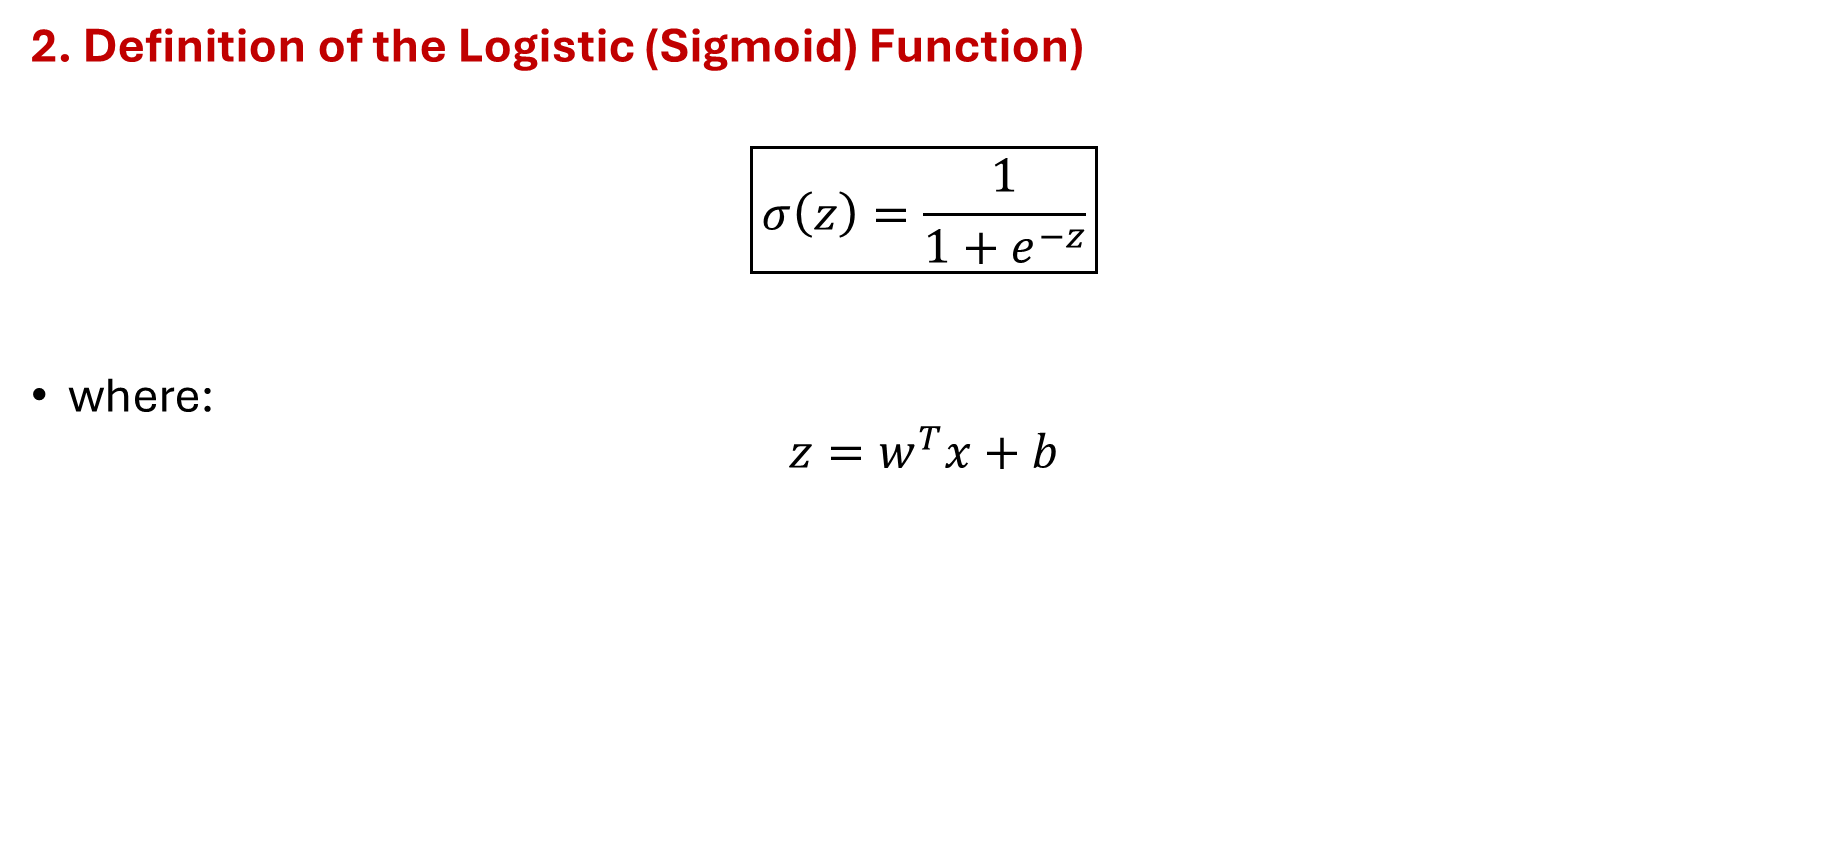 2. Definition of the Logistic (Sigmoid) Function)
σ(z) = 1 / (1 + e^{−z})
• where:
z = w^T x + b